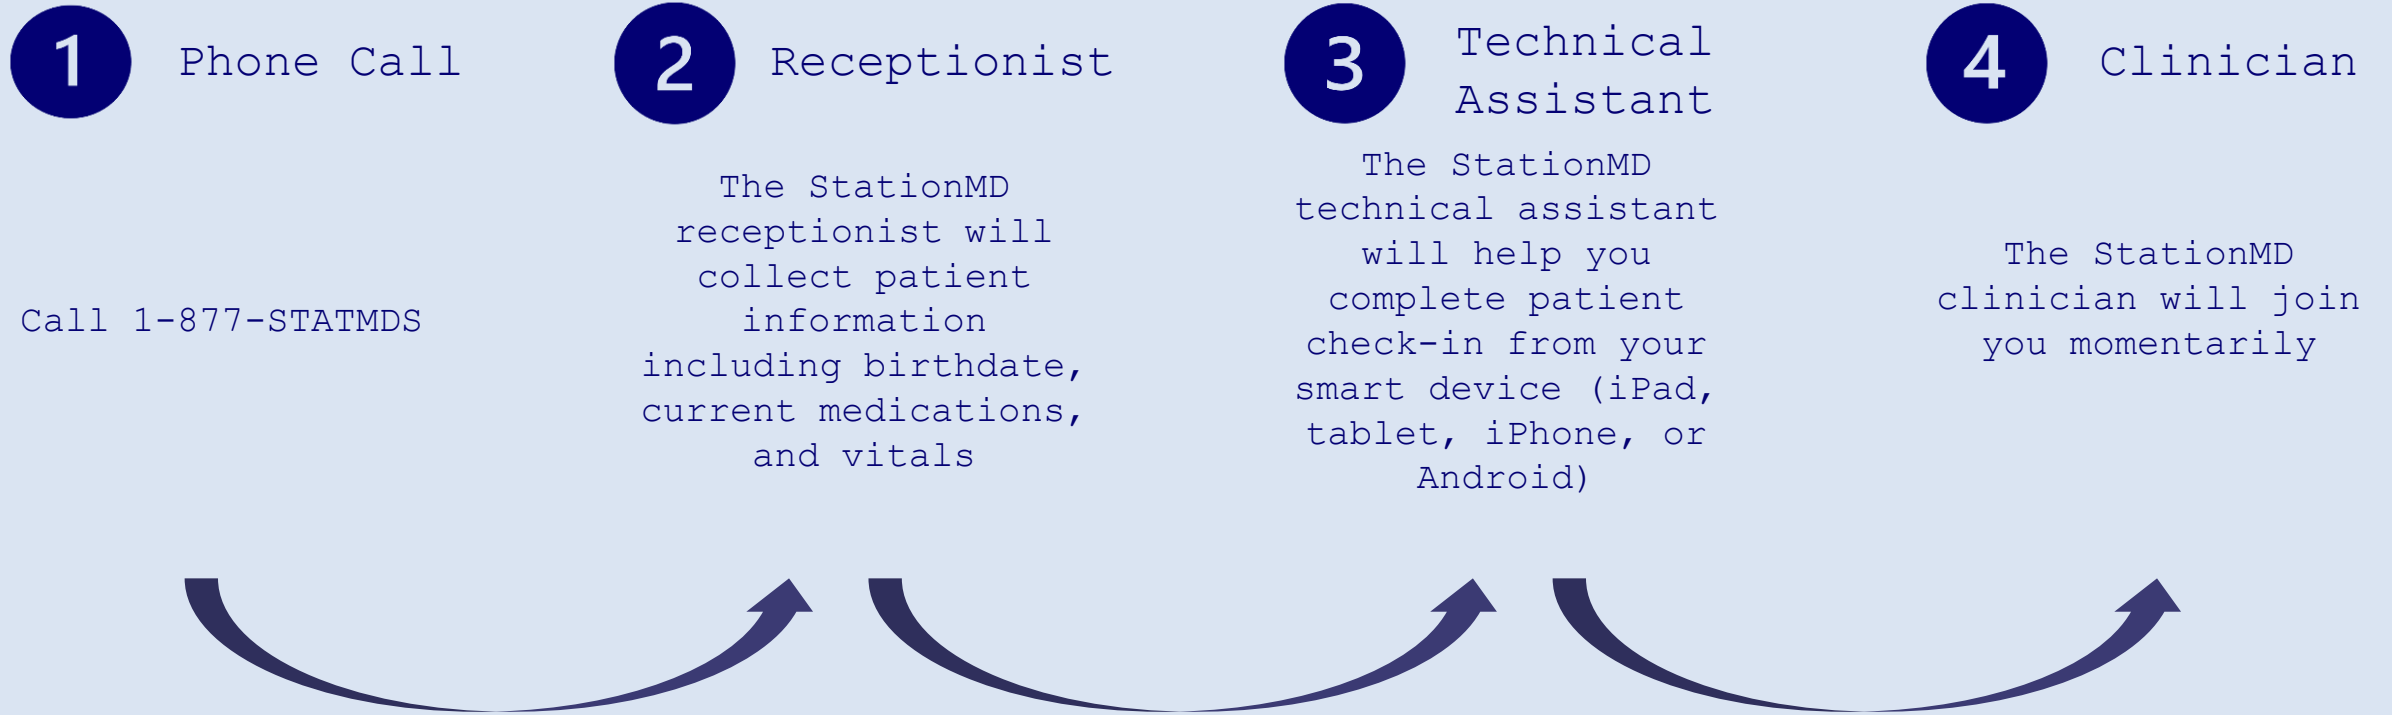 1
Phone Call
Call 1-877-STATMDS
2
Receptionist
The StationMD
receptionist will
collect patient
information
including birthdate,
current medications,
and vitals
3
Technical
Assistant
The StationMD
technical assistant
will help you
complete patient
check-in from your
smart device (iPad,
tablet, iPhone, or
Android)
4
Clinician
The StationMD
clinician will join
you momentarily